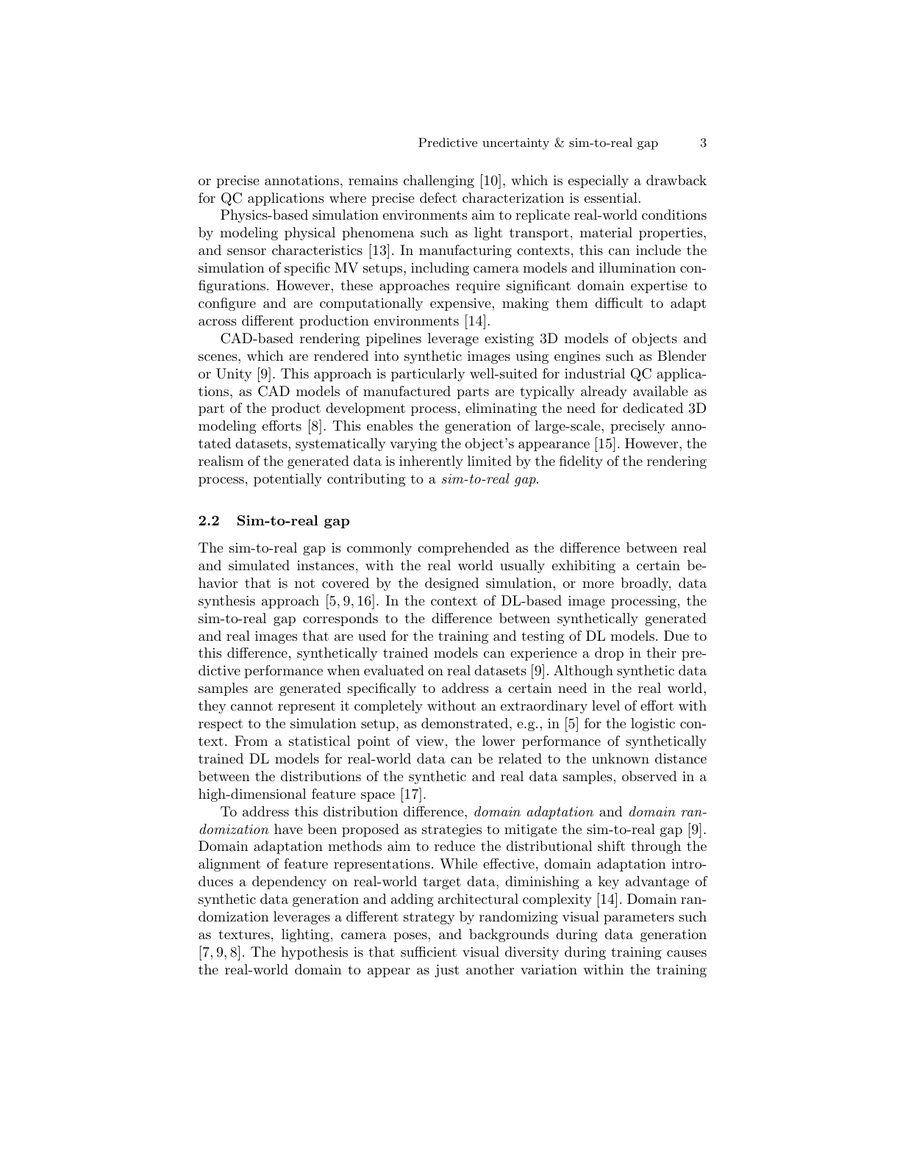 Predictive uncertainty & sim-to-real gap 3
or precise annotations, remains challenging [10], which is especially a drawback
for QC applications where precise defect characterization is essential.
Physics-based simulation environments aim to replicate real-world conditions
by modeling physical phenomena such as light transport, material properties,
and sensor characteristics [13]. In manufacturing contexts, this can include the
simulation of specific MV setups, including camera models and illumination con-
figurations. However, these approaches require significant domain expertise to
configure and are computationally expensive, making them difficult to adapt
across different production environments [14].
CAD-based rendering pipelines leverage existing 3D models of objects and
scenes, which are rendered into synthetic images using engines such as Blender
or Unity [9]. This approach is particularly well-suited for industrial QC applica-
tions, as CAD models of manufactured parts are typically already available as
part of the product development process, eliminating the need for dedicated 3D
modeling efforts [8]. This enables the generation of large-scale, precisely anno-
tated datasets, systematically varying the object's appearance [15]. However, the
realism of the generated data is inherently limited by the fidelity of the rendering
process, potentially contributing to a sim-to-real gap.
2.2 Sim-to-real gap
The sim-to-real gap is commonly comprehended as the difference between real
and simulated instances, with the real world usually exhibiting a certain be-
havior that is not covered by the designed simulation, or more broadly, data
synthesis approach [5, 9, 16]. In the context of DL-based image processing, the
sim-to-real gap corresponds to the difference between synthetically generated
and real images that are used for the training and testing of DL models. Due to
this difference, synthetically trained models can experience a drop in their pre-
dictive performance when evaluated on real datasets [9]. Although synthetic data
samples are generated specifically to address a certain need in the real world,
they cannot represent it completely without an extraordinary level of effort with
respect to the simulation setup, as demonstrated, e.g., in [5] for the logistic con-
text. From a statistical point of view, the lower performance of synthetically
trained DL models for real-world data can be related to the unknown distance
between the distributions of the synthetic and real data samples, observed in a
high-dimensional feature space [17].
To address this distribution difference, domain adaptation and domain ran-
domization have been proposed as strategies to mitigate the sim-to-real gap [9].
Domain adaptation methods aim to reduce the distributional shift through the
alignment of feature representations. While effective, domain adaptation intro-
duces a dependency on real-world target data, diminishing a key advantage of
synthetic data generation and adding architectural complexity [14]. Domain ran-
domization leverages a different strategy by randomizing visual parameters such
as textures, lighting, camera poses, and backgrounds during data generation
[7, 9, 8]. The hypothesis is that sufficient visual diversity during training causes
the real-world domain to appear as just another variation within the training